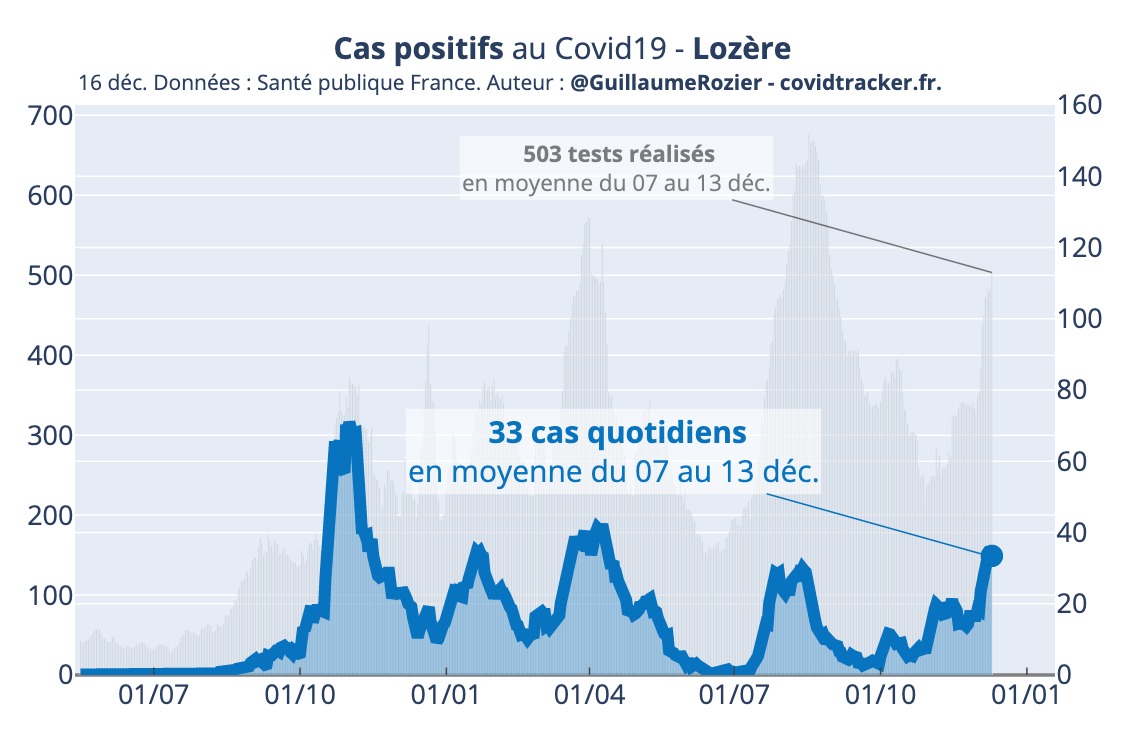 Cas positifs au Covid19 - Lozère
16 déc. Données : Santé publique France. Auteur : @GuillaumeRozier - covidtracker.fr.
700
600
500
400
300
200
100
0
160
140
120
100
80
60
40
20
0
503 tests réalisés
en moyenne du 07 au 13 déc.
33 cas quotidiens
en moyenne du 07 au 13 déc.
01/07 01/10 01/01 01/04 01/07 01/10 01/01